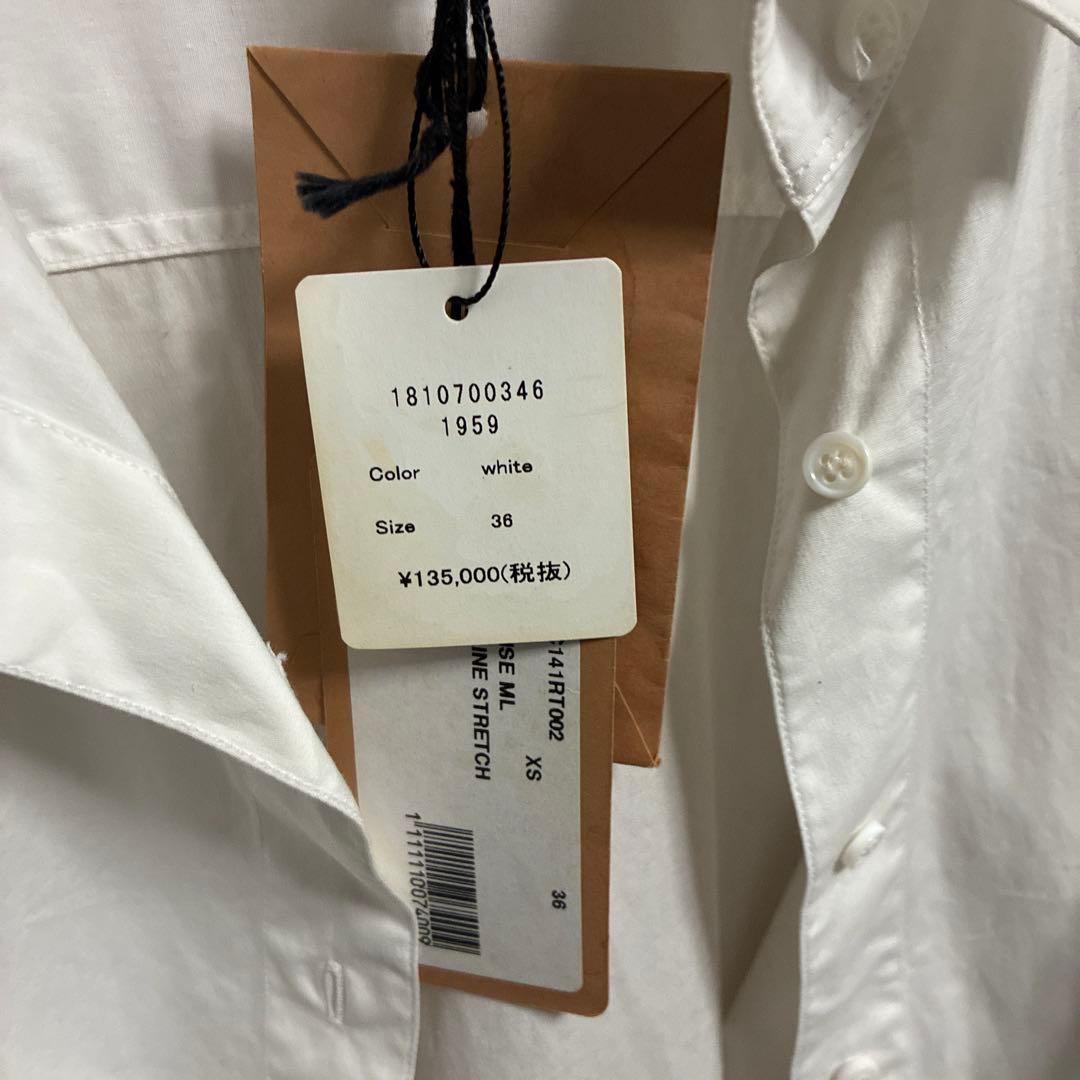 1810700346
1959
Color white
Size 36
¥135,000(税抜)
141RT002 XS 36
SE ML
INE STRETCH